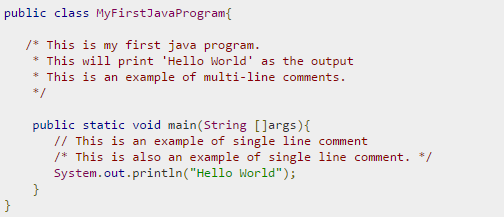 public class MyFirstJavaProgram{
/* This is my first java program.
* This will print 'Hello World' as the output
* This is an example of multi-line comments.
*/
public static void main(String []args){
// This is an example of single line comment
/* This is also an example of single line comment. */
System.out.println("Hello World");
}
}